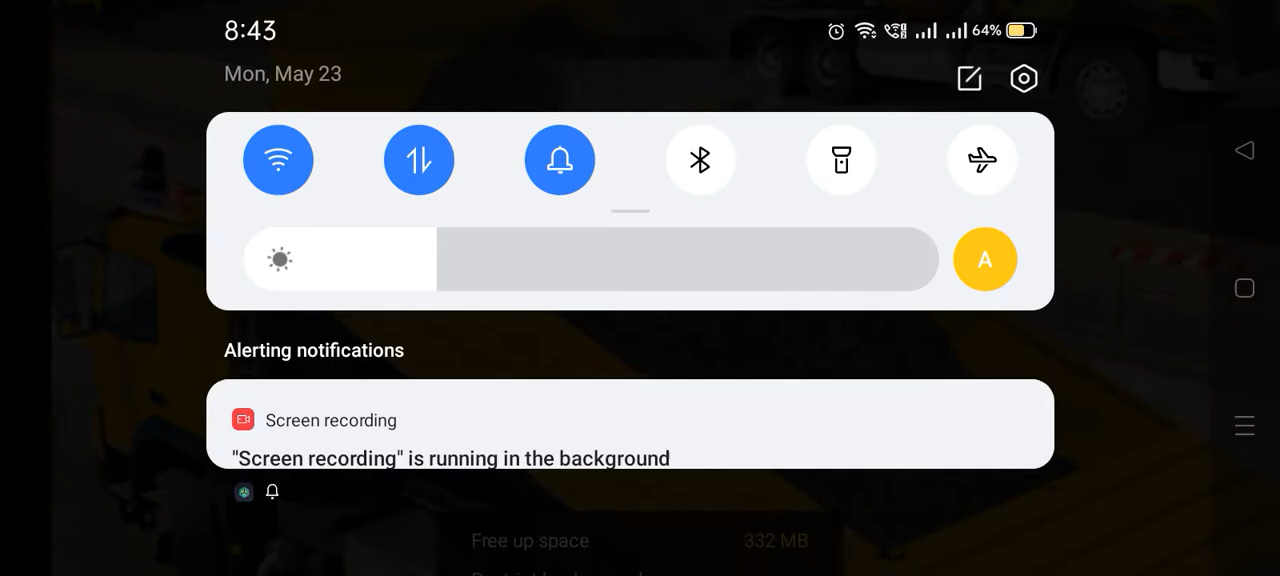 8:43
64%
Mon, May 23
A
Alerting notifications
Screen recording
"Screen recording" is running in the background
Free up space 332 MB